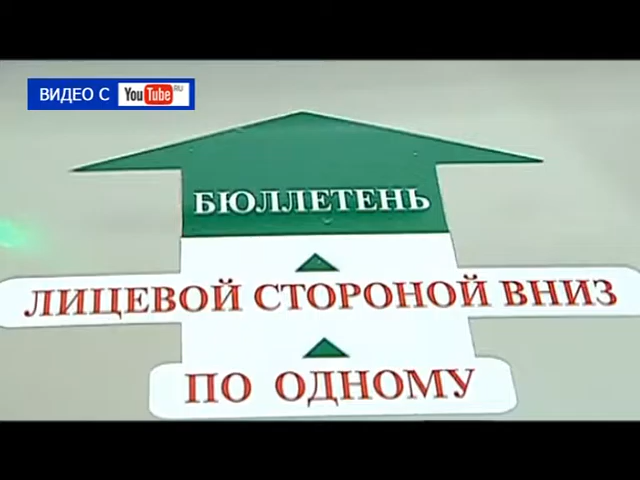 ВИДЕО С YouTube RU
БЮЛЛЕТЕНЬ
ЛИЦЕВОЙ СТОРОНОЙ ВНИЗ
ПО ОДНОМУ